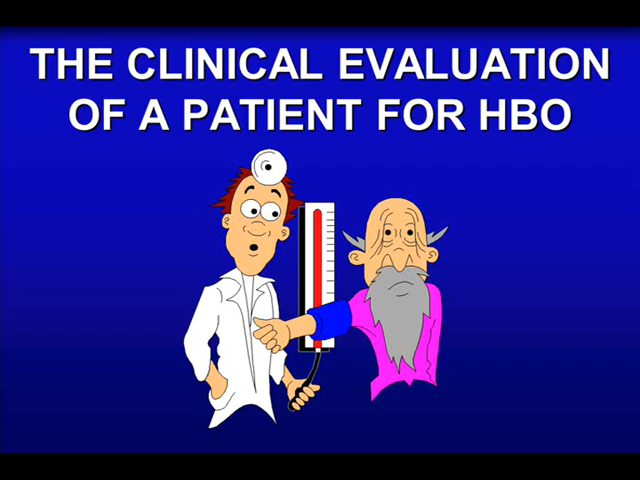 THE CLINICAL EVALUATION
OF A PATIENT FOR HBO